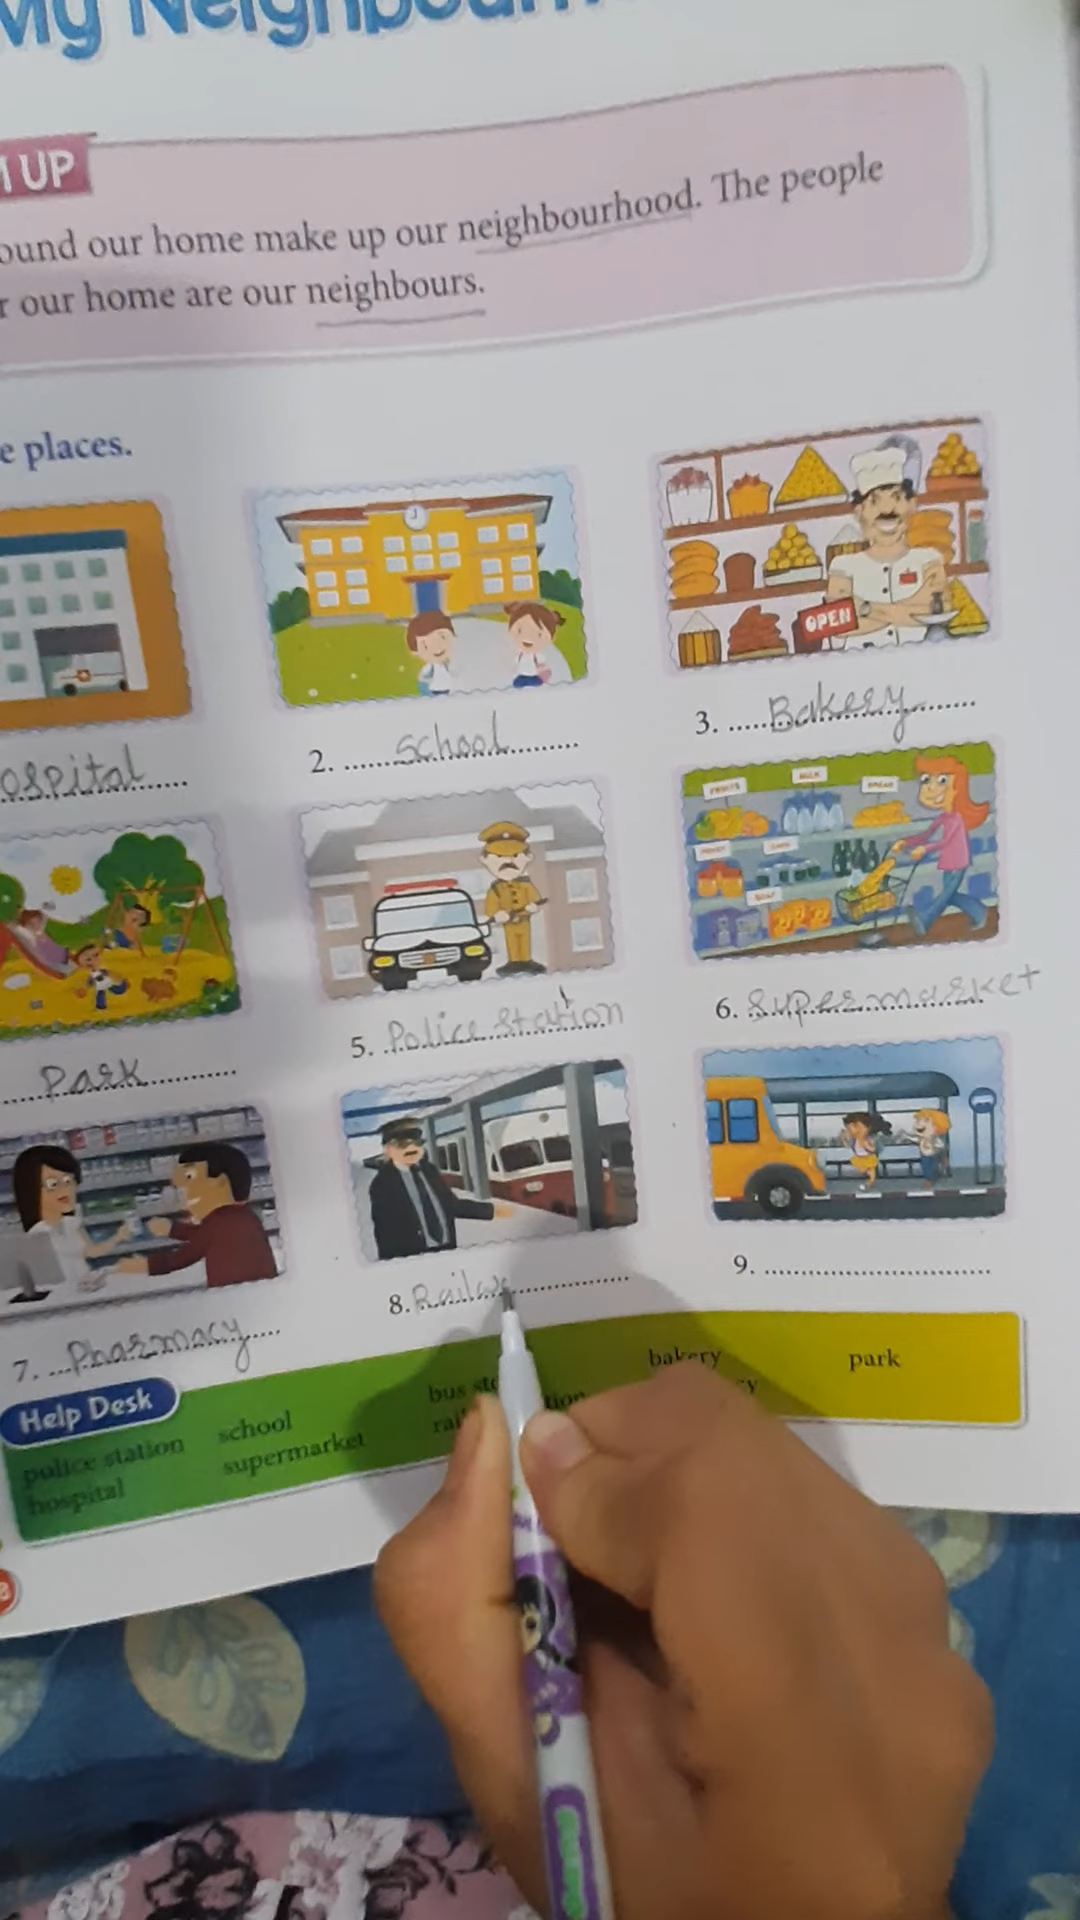 My Neighbour
UP
ound our home make up our neighbourhood. The people
r our home are our neighbours.
e places.
OPEN
FRUITS MILK BREAD
ospital
2. School
3. Bakery
Park
5. Police station
6. Supermarket
7. Pharmacy
8. Railw
9.
Help Desk
police station school bus bakery park
hospital supermarket